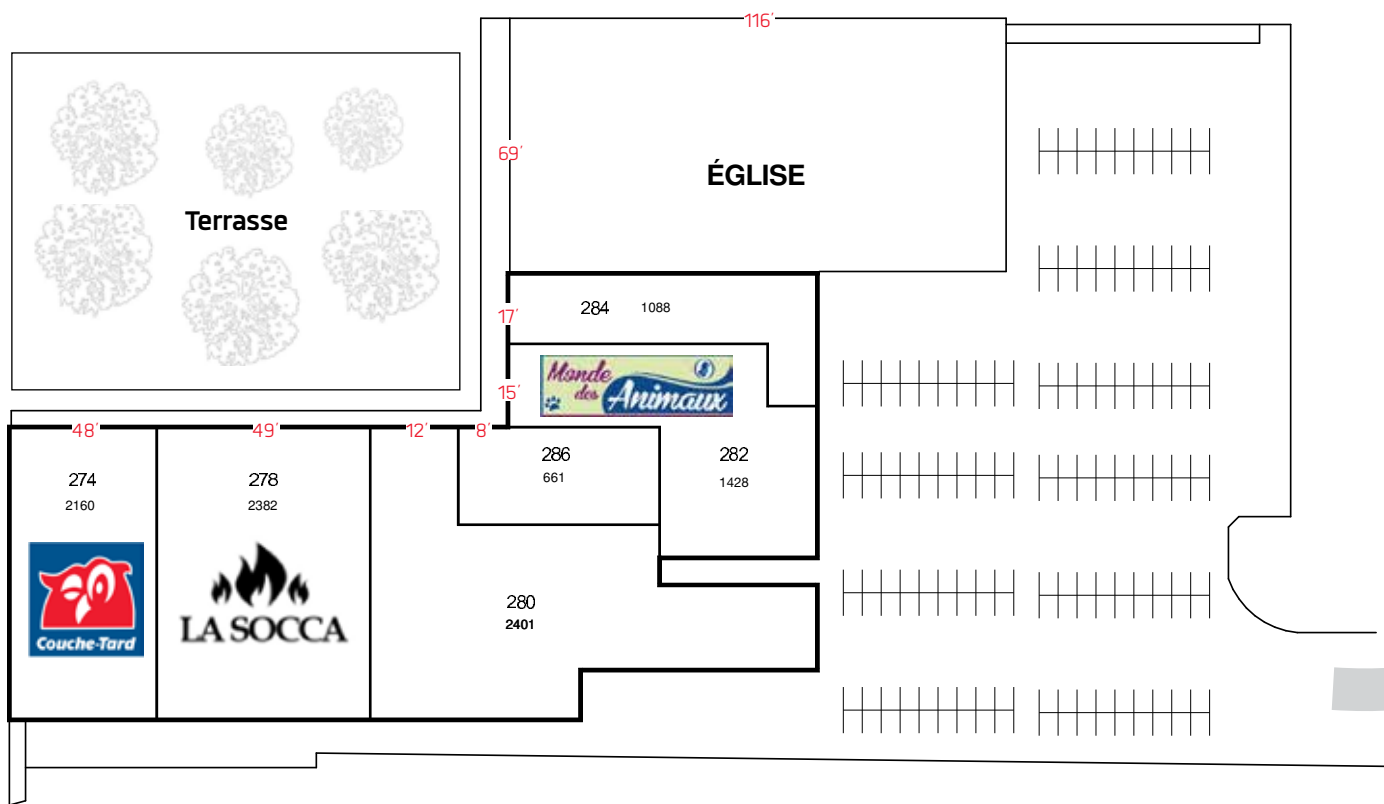 116′
69′
ÉGLISE
Terrasse
17′
284 1088
15′
Monde
des
Animaux
48′ 49′ 12′ 8′
274
2160
278
2382
286
661
282
1428
Couche-Tard
LA SOCCA
280
2401